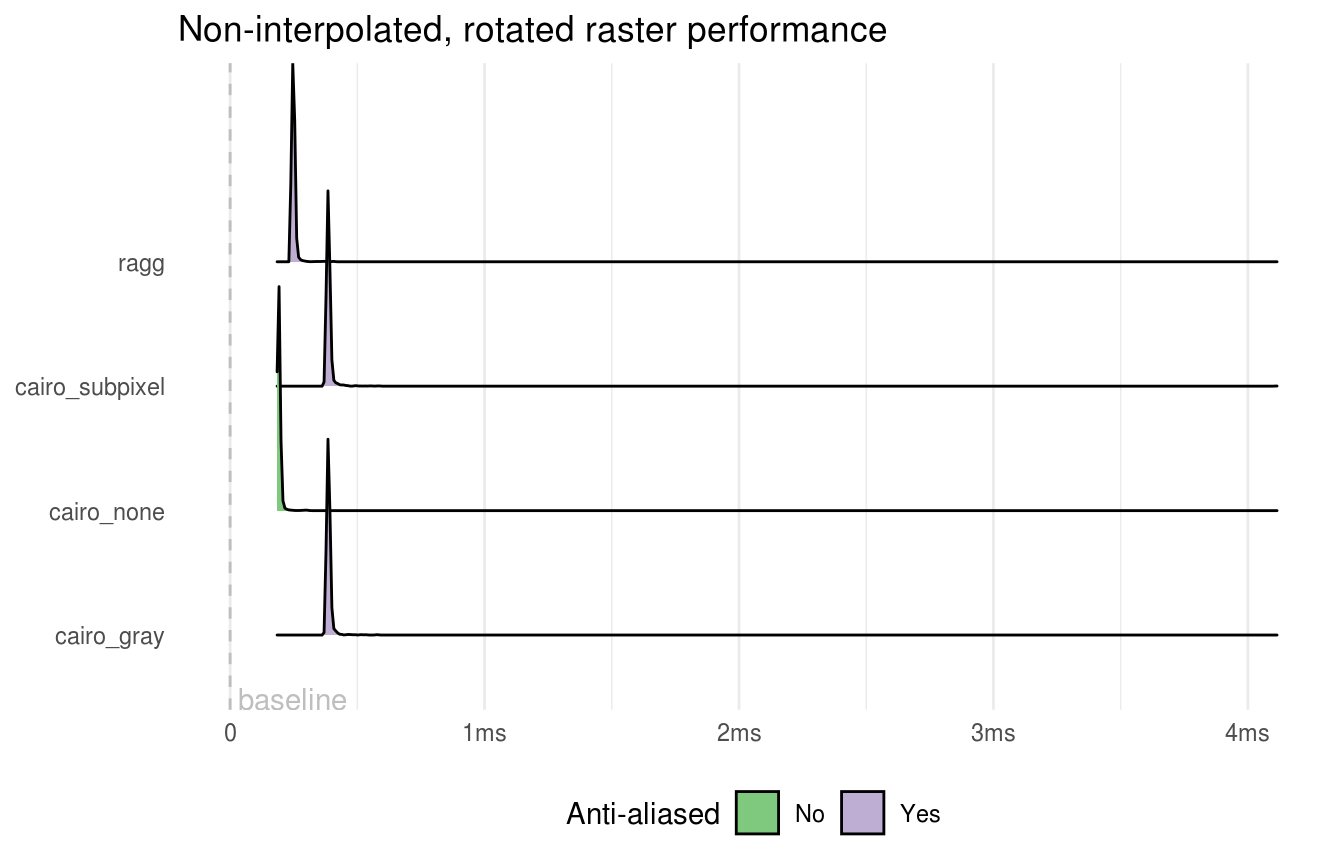 Non-interpolated, rotated raster performance
ragg
cairo_subpixel
cairo_none
cairo_gray
baseline
0 1ms 2ms 3ms 4ms
Anti-aliased No Yes